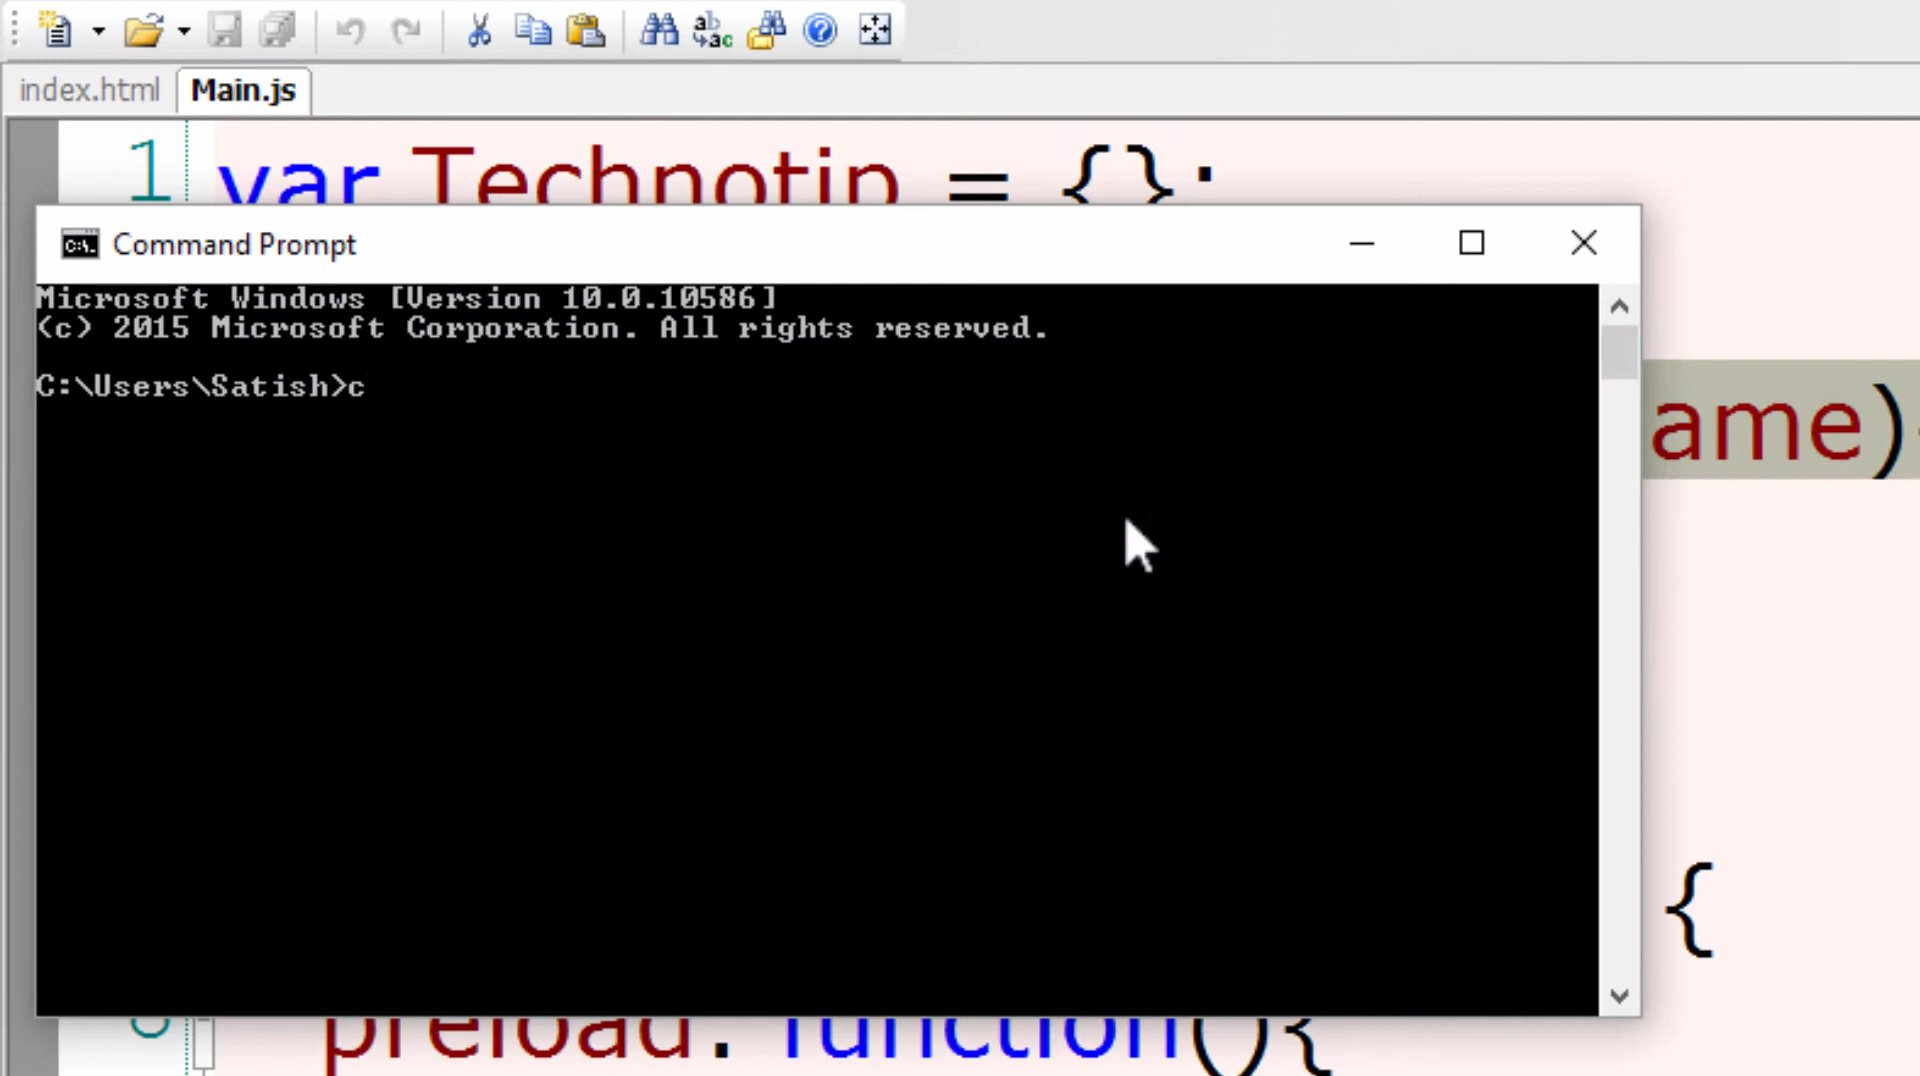 index.html Main.js
1 var Technotip = {};
C:\. Command Prompt
Microsoft Windows [Version 10.0.10586]
(c) 2015 Microsoft Corporation. All rights reserved.
C:\Users\Satish>c
ame)
{
preload: function(){